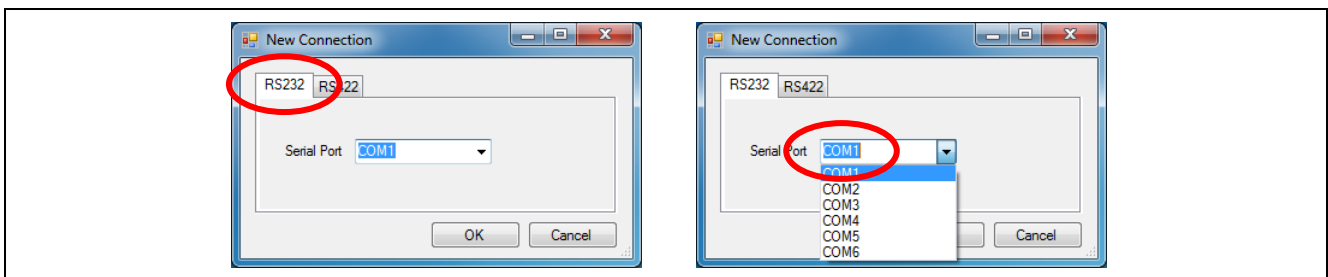 New Connection
RS232 RS422
Serial Port COM1
OK Cancel
New Connection
RS232 RS422
Serial Port COM1
COM1
COM2
COM3
COM4
COM5
COM6
Cancel